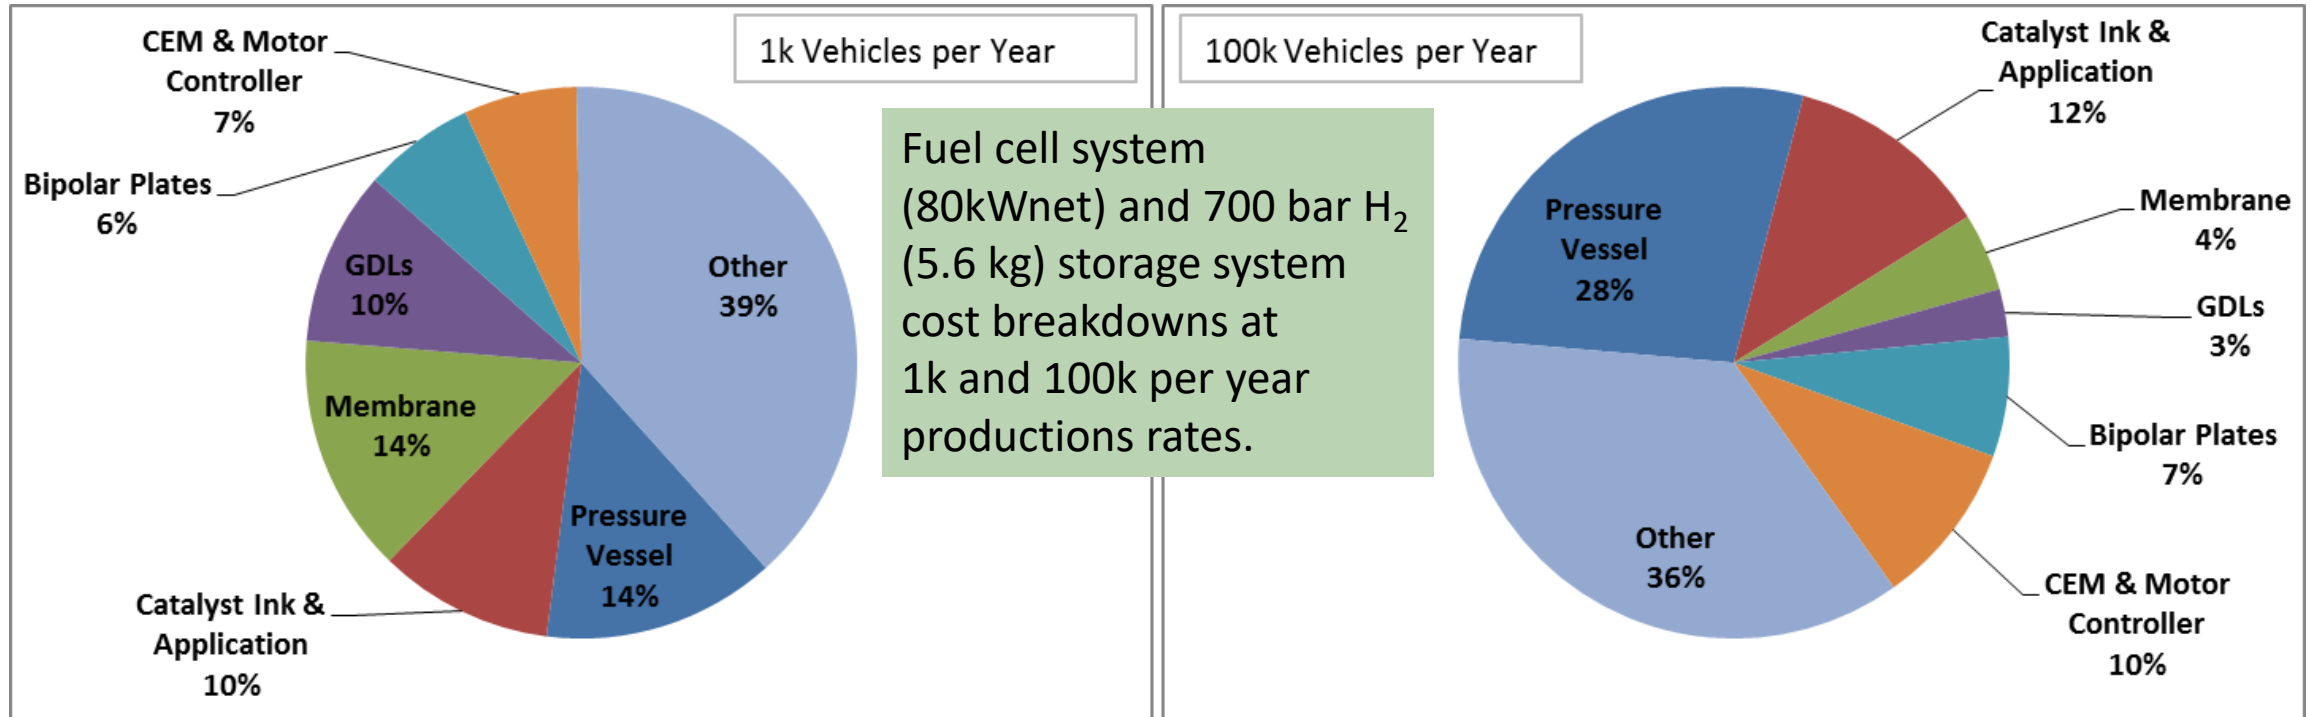 1k Vehicles per Year
CEM & Motor
Controller
7%
Bipolar Plates
6%
GDLs
10%
Membrane
14%
Catalyst Ink &
Application
10%
Pressure
Vessel
14%
Other
39%
Fuel cell system
(80kWnet) and 700 bar H₂
(5.6 kg) storage system
cost breakdowns at
1k and 100k per year
productions rates.
100k Vehicles per Year
Catalyst Ink &
Application
12%
Membrane
4%
GDLs
3%
Bipolar Plates
7%
CEM & Motor
Controller
10%
Other
36%
Pressure
Vessel
28%